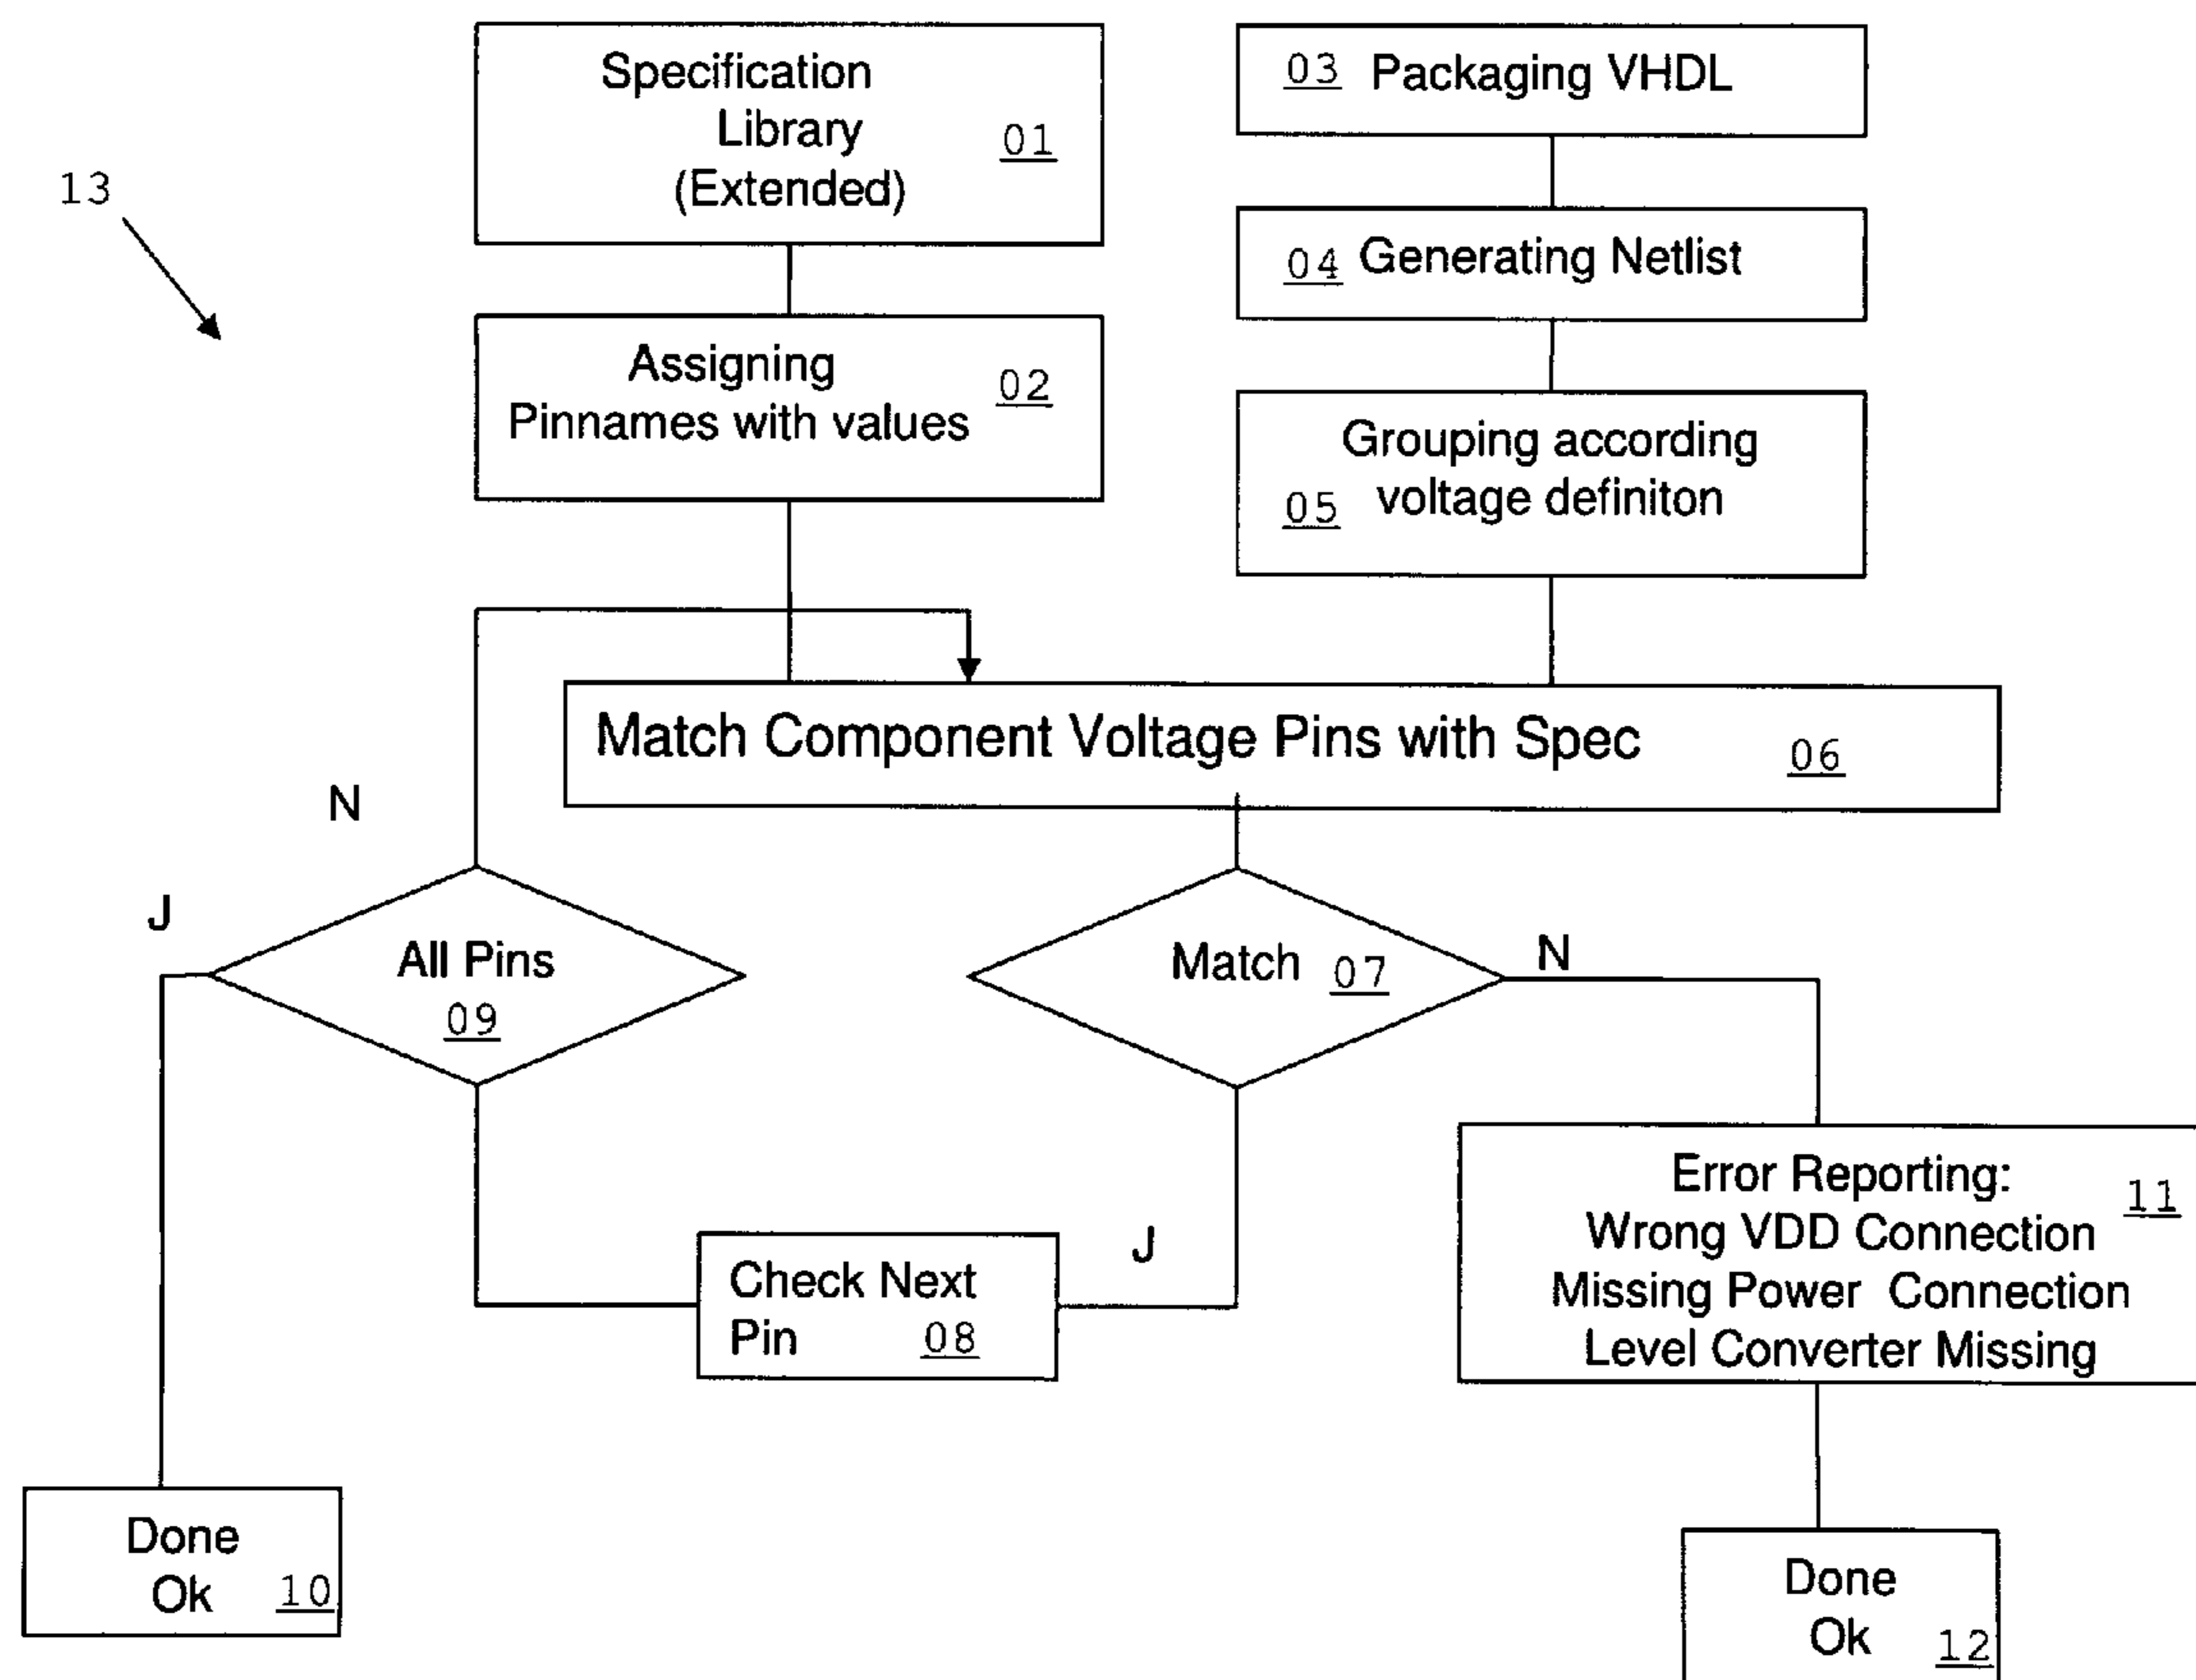 Specification
Library
(Extended)
01
03 Packaging VHDL
13
04 Generating Netlist
Assigning
Pinnames with values
02
Grouping according
voltage definiton
05
Match Component Voltage Pins with Spec
06
N
J
All Pins
09
Match 07
N
Check Next
Pin 08
J
Error Reporting:
Wrong VDD Connection
Missing Power Connection
Level Converter Missing
11
Done
Ok 10
Done
Ok 12